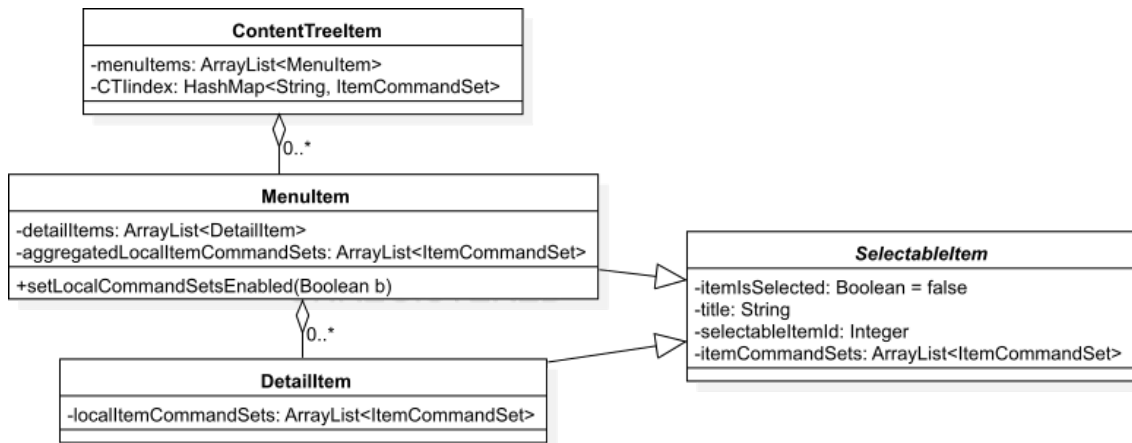 ContentTreeItem
-menuItems: ArrayList<MenuItem>
-CTIindex: HashMap<String, ItemCommandSet>
0..*
MenuItem
-detailItems: ArrayList<DetailItem>
-aggregatedLocalItemCommandSets: ArrayList<ItemCommandSet>
+setLocalCommandSetsEnabled(Boolean b)
0..*
DetailItem
-localItemCommandSets: ArrayList<ItemCommandSet>
SelectableItem
-itemIsSelected: Boolean = false
-title: String
-selectableItemId: Integer
-itemCommandSets: ArrayList<ItemCommandSet>